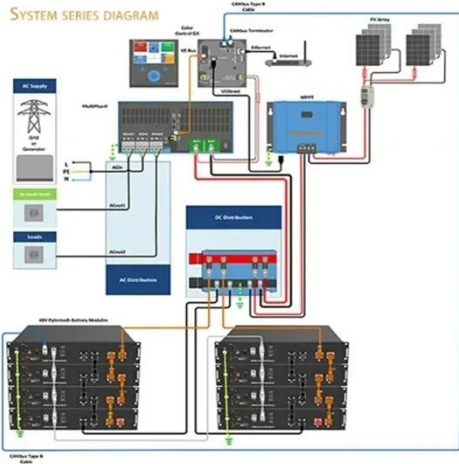 SYSTEM SERIES DIAGRAM
CANbus Type B
Cable
Color
Control GX
CANbus Terminator
VE Bus
Ethernet
Internet
PV Array
AC Supply
Grid
or
Generator
MultiPlus-II
VE.Direct
MPPT
L
PE
N
ACin
ACout1
Loads
ACout2
AC Distribution
DC Distribution
48V Pylontech Battery Modules
CANbus Type B
Cable